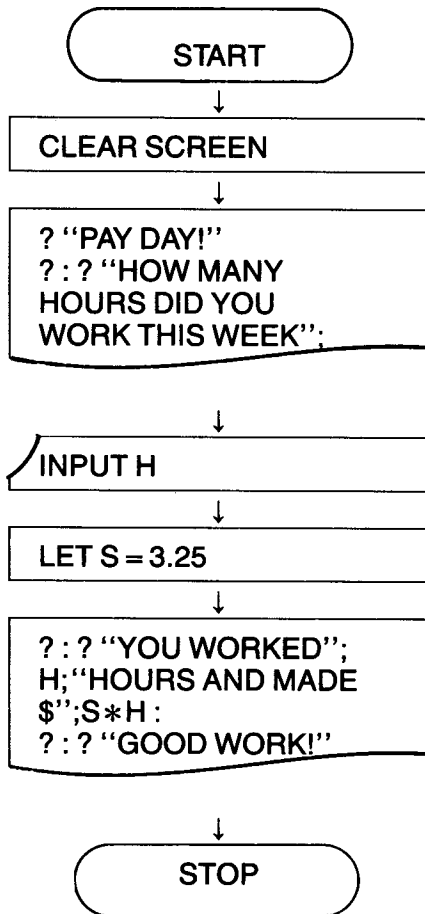 START
↓
CLEAR SCREEN
↓
? “PAY DAY!”
? : ? “HOW MANY
HOURS DID YOU
WORK THIS WEEK”;
↓
INPUT H
↓
LET S = 3.25
↓
? : ? “YOU WORKED”;
H;“HOURS AND MADE
$”;S*H :
? : ? “GOOD WORK!”
↓
STOP